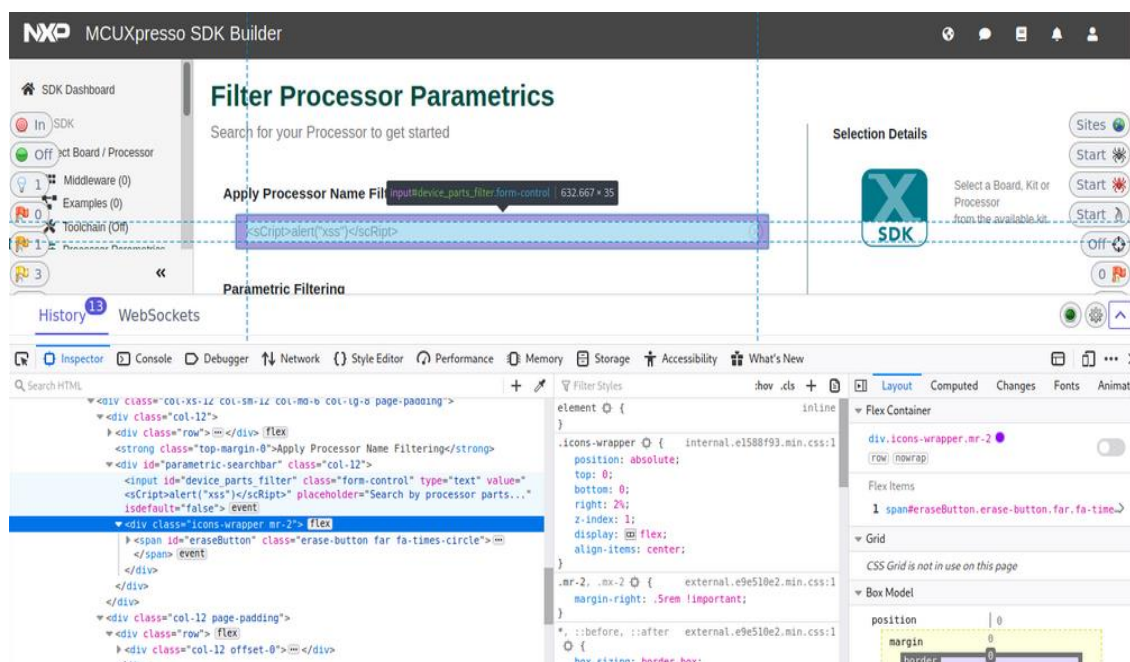 NXP MCUXpresso SDK Builder
SDK Dashboard
In
SDK
Off
ect Board / Processor
1
Middleware (0)
0
Examples (0)
Toolchain (Off)
1
Processor Parametrics
3
«
Filter Processor Parametrics
Search for your Processor to get started
Apply Processor Name Filt
input#device_parts_filter.form-control | 632.667 × 35
<sCript>alert("xss")</scRipt>
Parametric Filtering
Selection Details
X
SDK
Select a Board, Kit or
Processor
from the available kit.
Sites
Start
Start
Start
Off
0
History 13 WebSockets
Inspector Console Debugger Network {} Style Editor Performance Memory Storage Accessibility What's New
Search HTML
<div class="col-xs-12 col-sm-12 col-md-6 col-lg-8 page-padding">
<div class="col-12">
<div class="row"></div> flex
<strong class="top-margin-0">Apply Processor Name Filtering</strong>
<div id="parametric-searchbar" class="col-12">
<input id="device_parts_filter" class="form-control" type="text" value="
<sCript>alert("xss")</scRipt>" placeholder="Search by processor parts..."
isdefault="false"> event
<div class="icons-wrapper mr-2"> flex
<span id="eraseButton" class="erase-button far fa-times-circle">
</span> event
</div>
</div>
</div>
<div class="col-12 page-padding">
<div class="row"> flex
<div class="col-12 offset-0"></div>
Filter Styles :hov .cls +
element { inline
}
.icons-wrapper { internal.e1588f93.min.css:1
position: absolute;
top: 0;
bottom: 0;
right: 2%;
z-index: 1;
display: flex;
align-items: center;
}
.mr-2, .mx-2 { external.e9e510e2.min.css:1
margin-right: .5rem !important;
}
*, ::before, ::after external.e9e510e2.min.css:1
{
box-sizing: border-box;
Layout Computed Changes Fonts Animat
Flex Container
div.icons-wrapper.mr-2
row nowrap
Flex Items
1 span#eraseButton.erase-button.far.fa-time
Grid
CSS Grid is not in use on this page
Box Model
position 0
margin 0
border 0